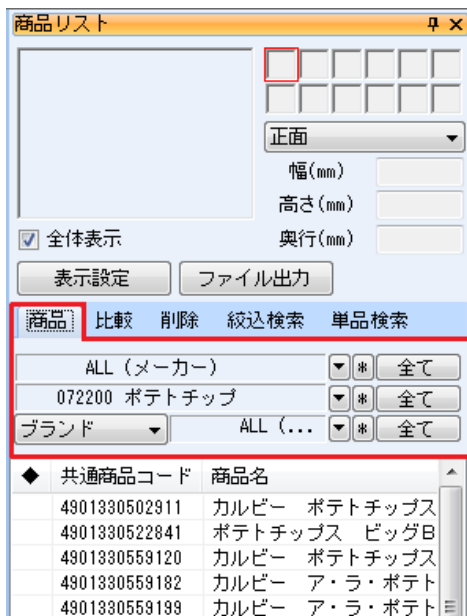 商品リスト
正面
幅(mm)
高さ(mm)
全体表示
奥行(mm)
表示設定 ファイル出力
商品 比較 削除 絞込検索 単品検索
ALL (メーカー) ▼ * 全て
072200 ポテトチップ ▼ * 全て
ブランド ALL (... ▼ * 全て
◆ 共通商品コード 商品名
4901330502911 カルビー ポテトチップス
4901330522841 ポテトチップス ビッグB
4901330559120 カルビー ポテトチップス
4901330559182 カルビー ア・ラ・ポテト
4901330559199 カルビー ア・ラ・ポテト